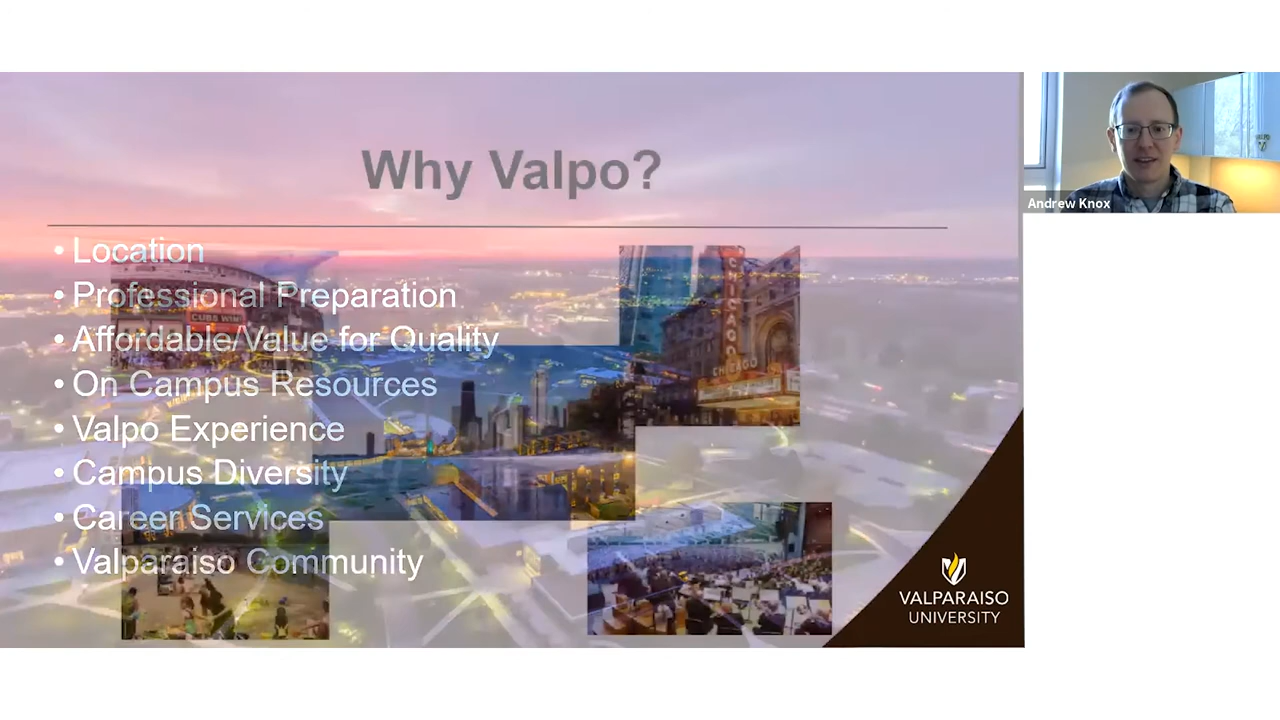 Why Valpo?
• Location
• Professional Preparation
• Affordable/Value for Quality
• On Campus Resources
• Valpo Experience
• Campus Diversity
• Career Services
• Valparaiso Community
CUBS WIN!
CHICAGO
CHICAGO
VALPARAISO
UNIVERSITY
Andrew Knox